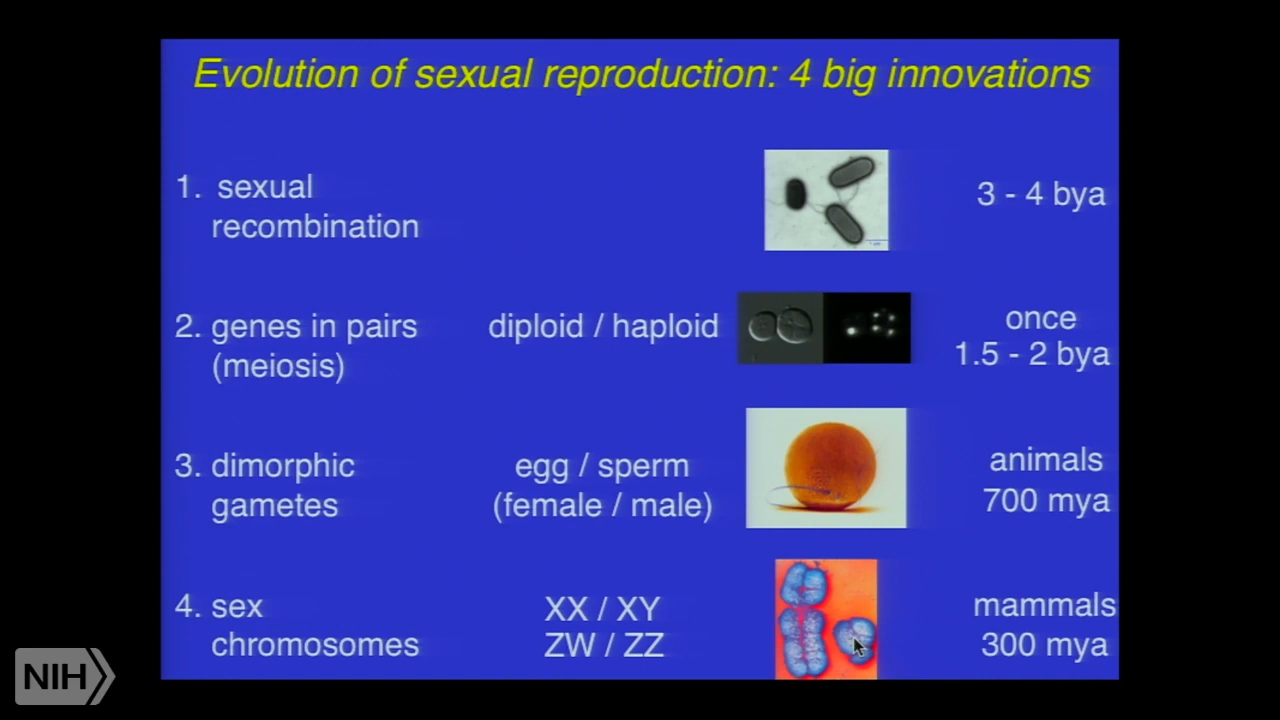 Evolution of sexual reproduction: 4 big innovations
1. sexual
recombination
3 - 4 bya
2. genes in pairs
(meiosis)
diploid / haploid
once
1.5 - 2 bya
3. dimorphic
gametes
egg / sperm
(female / male)
animals
700 mya
4. sex
chromosomes
XX / XY
ZW / ZZ
mammals
300 mya
NIH